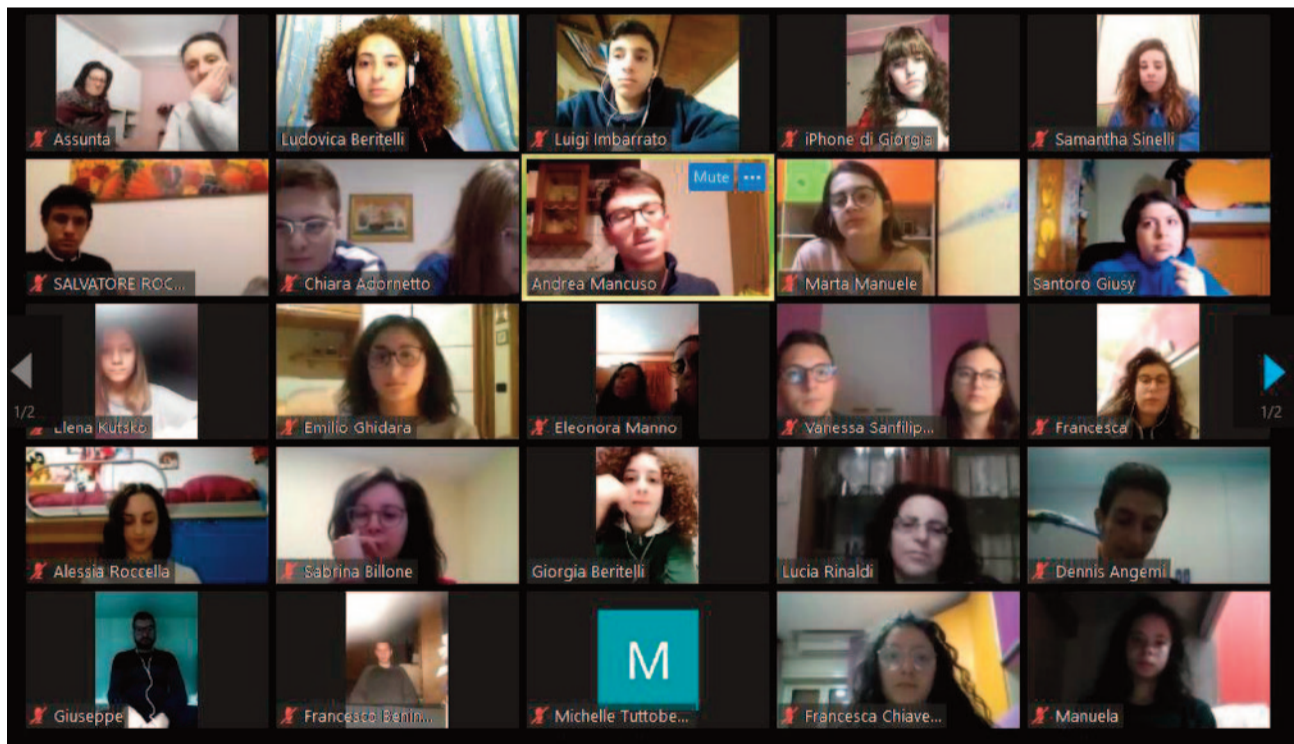 Assunta
Ludovica Beritelli
Luigi Imbarrato
iPhone di Giorgia
Samantha Sinelli
SALVATORE ROC...
Chiara Adornetto
Mute ...
Andrea Mancuso
Marta Manuele
Santoro Giusy
1/2
1/2
Elena Kutsko
Emilio Ghidara
Eleonora Manno
Vanessa Sanfilip...
Francesca
Alessia Roccella
Sabrina Billone
Giorgia Beritelli
Lucia Rinaldi
Dennis Angemi
M
Giuseppe
Francesco Benin...
Michelle Tuttobe...
Francesca Chiave...
Manuela